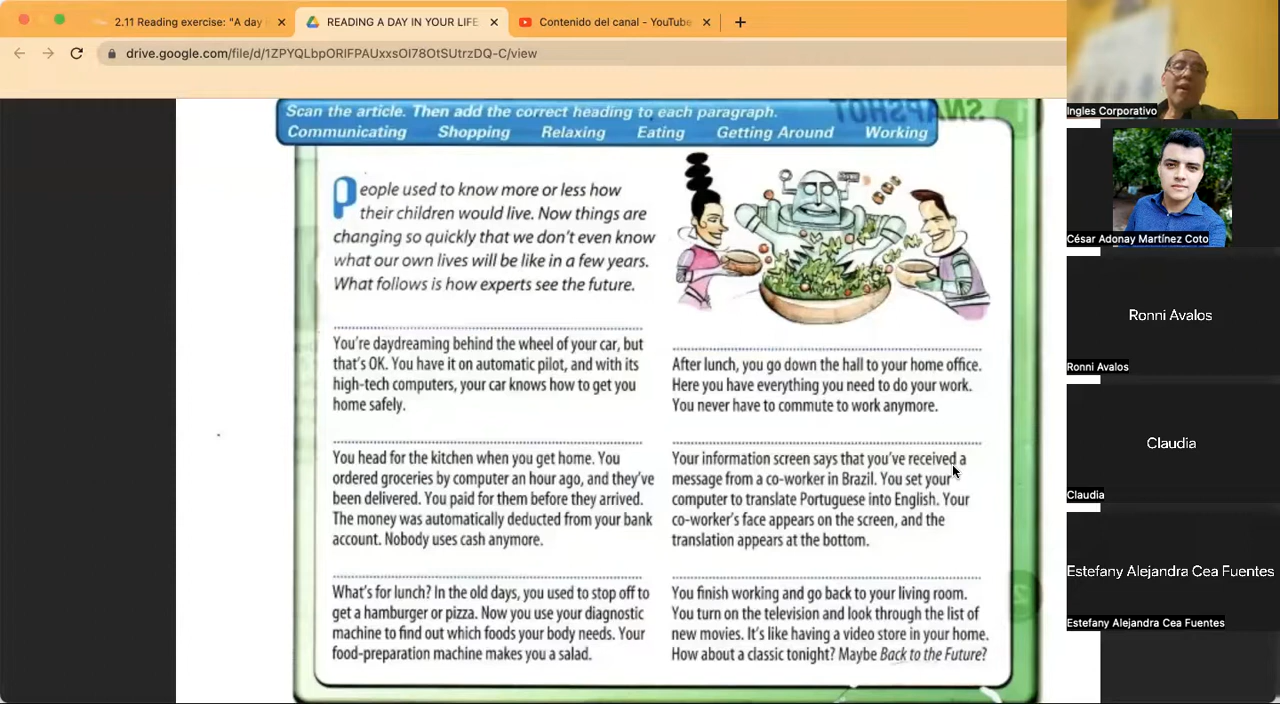 2.11 Reading exercise: "A day
READING A DAY IN YOUR LIFE
Contenido del canal - YouTube
drive.google.com/file/d/1ZPYQLbpORIFPAUxxsOI78OtSUtrzDQ-C/view
SNAPSHOT
Scan the article. Then add the correct heading to each paragraph.
Communicating Shopping Relaxing Eating Getting Around Working
People used to know more or less how
their children would live. Now things are
changing so quickly that we don't even know
what our own lives will be like in a few years.
What follows is how experts see the future.
You're daydreaming behind the wheel of your car, but
that's OK. You have it on automatic pilot, and with its
high-tech computers, your car knows how to get you
home safely.
You head for the kitchen when you get home. You
ordered groceries by computer an hour ago, and they've
been delivered. You paid for them before they arrived.
The money was automatically deducted from your bank
account. Nobody uses cash anymore.
What's for lunch? In the old days, you used to stop off to
get a hamburger or pizza. Now you use your diagnostic
machine to find out which foods your body needs. Your
food-preparation machine makes you a salad.
After lunch, you go down the hall to your home office.
Here you have everything you need to do your work.
You never have to commute to work anymore.
Your information screen says that you've received a
message from a co-worker in Brazil. You set your
computer to translate Portuguese into English. Your
co-worker's face appears on the screen, and the
translation appears at the bottom.
You finish working and go back to your living room.
You turn on the television and look through the list of
new movies. It's like having a video store in your home.
How about a classic tonight? Maybe Back to the Future?
Ingles Corporativo
César Adonay Martínez Coto
Ronni Avalos
Ronni Avalos
Claudia
Claudia
Estefany Alejandra Cea Fuentes
Estefany Alejandra Cea Fuentes